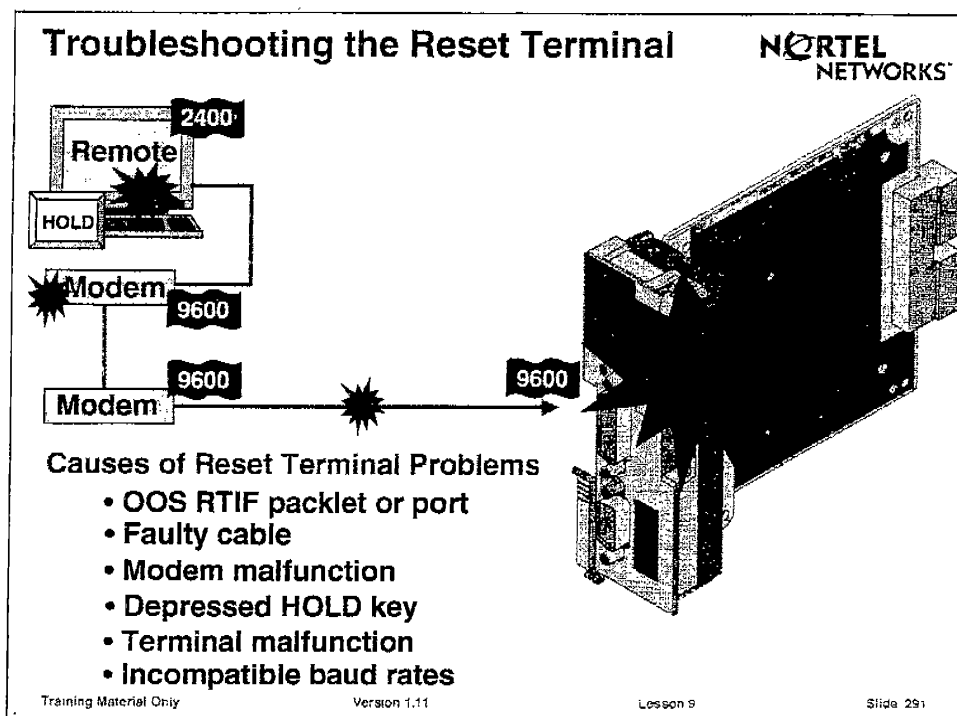 Troubleshooting the Reset Terminal
NORTEL
NETWORKS
2400
Remote
HOLD
Modem
9600
9600
9600
Modem
Causes of Reset Terminal Problems
• OOS RTIF packlet or port
• Faulty cable
• Modem malfunction
• Depressed HOLD key
• Terminal malfunction
• Incompatible baud rates
Training Material Only
Version 1.11
Lesson 9
Slide 291